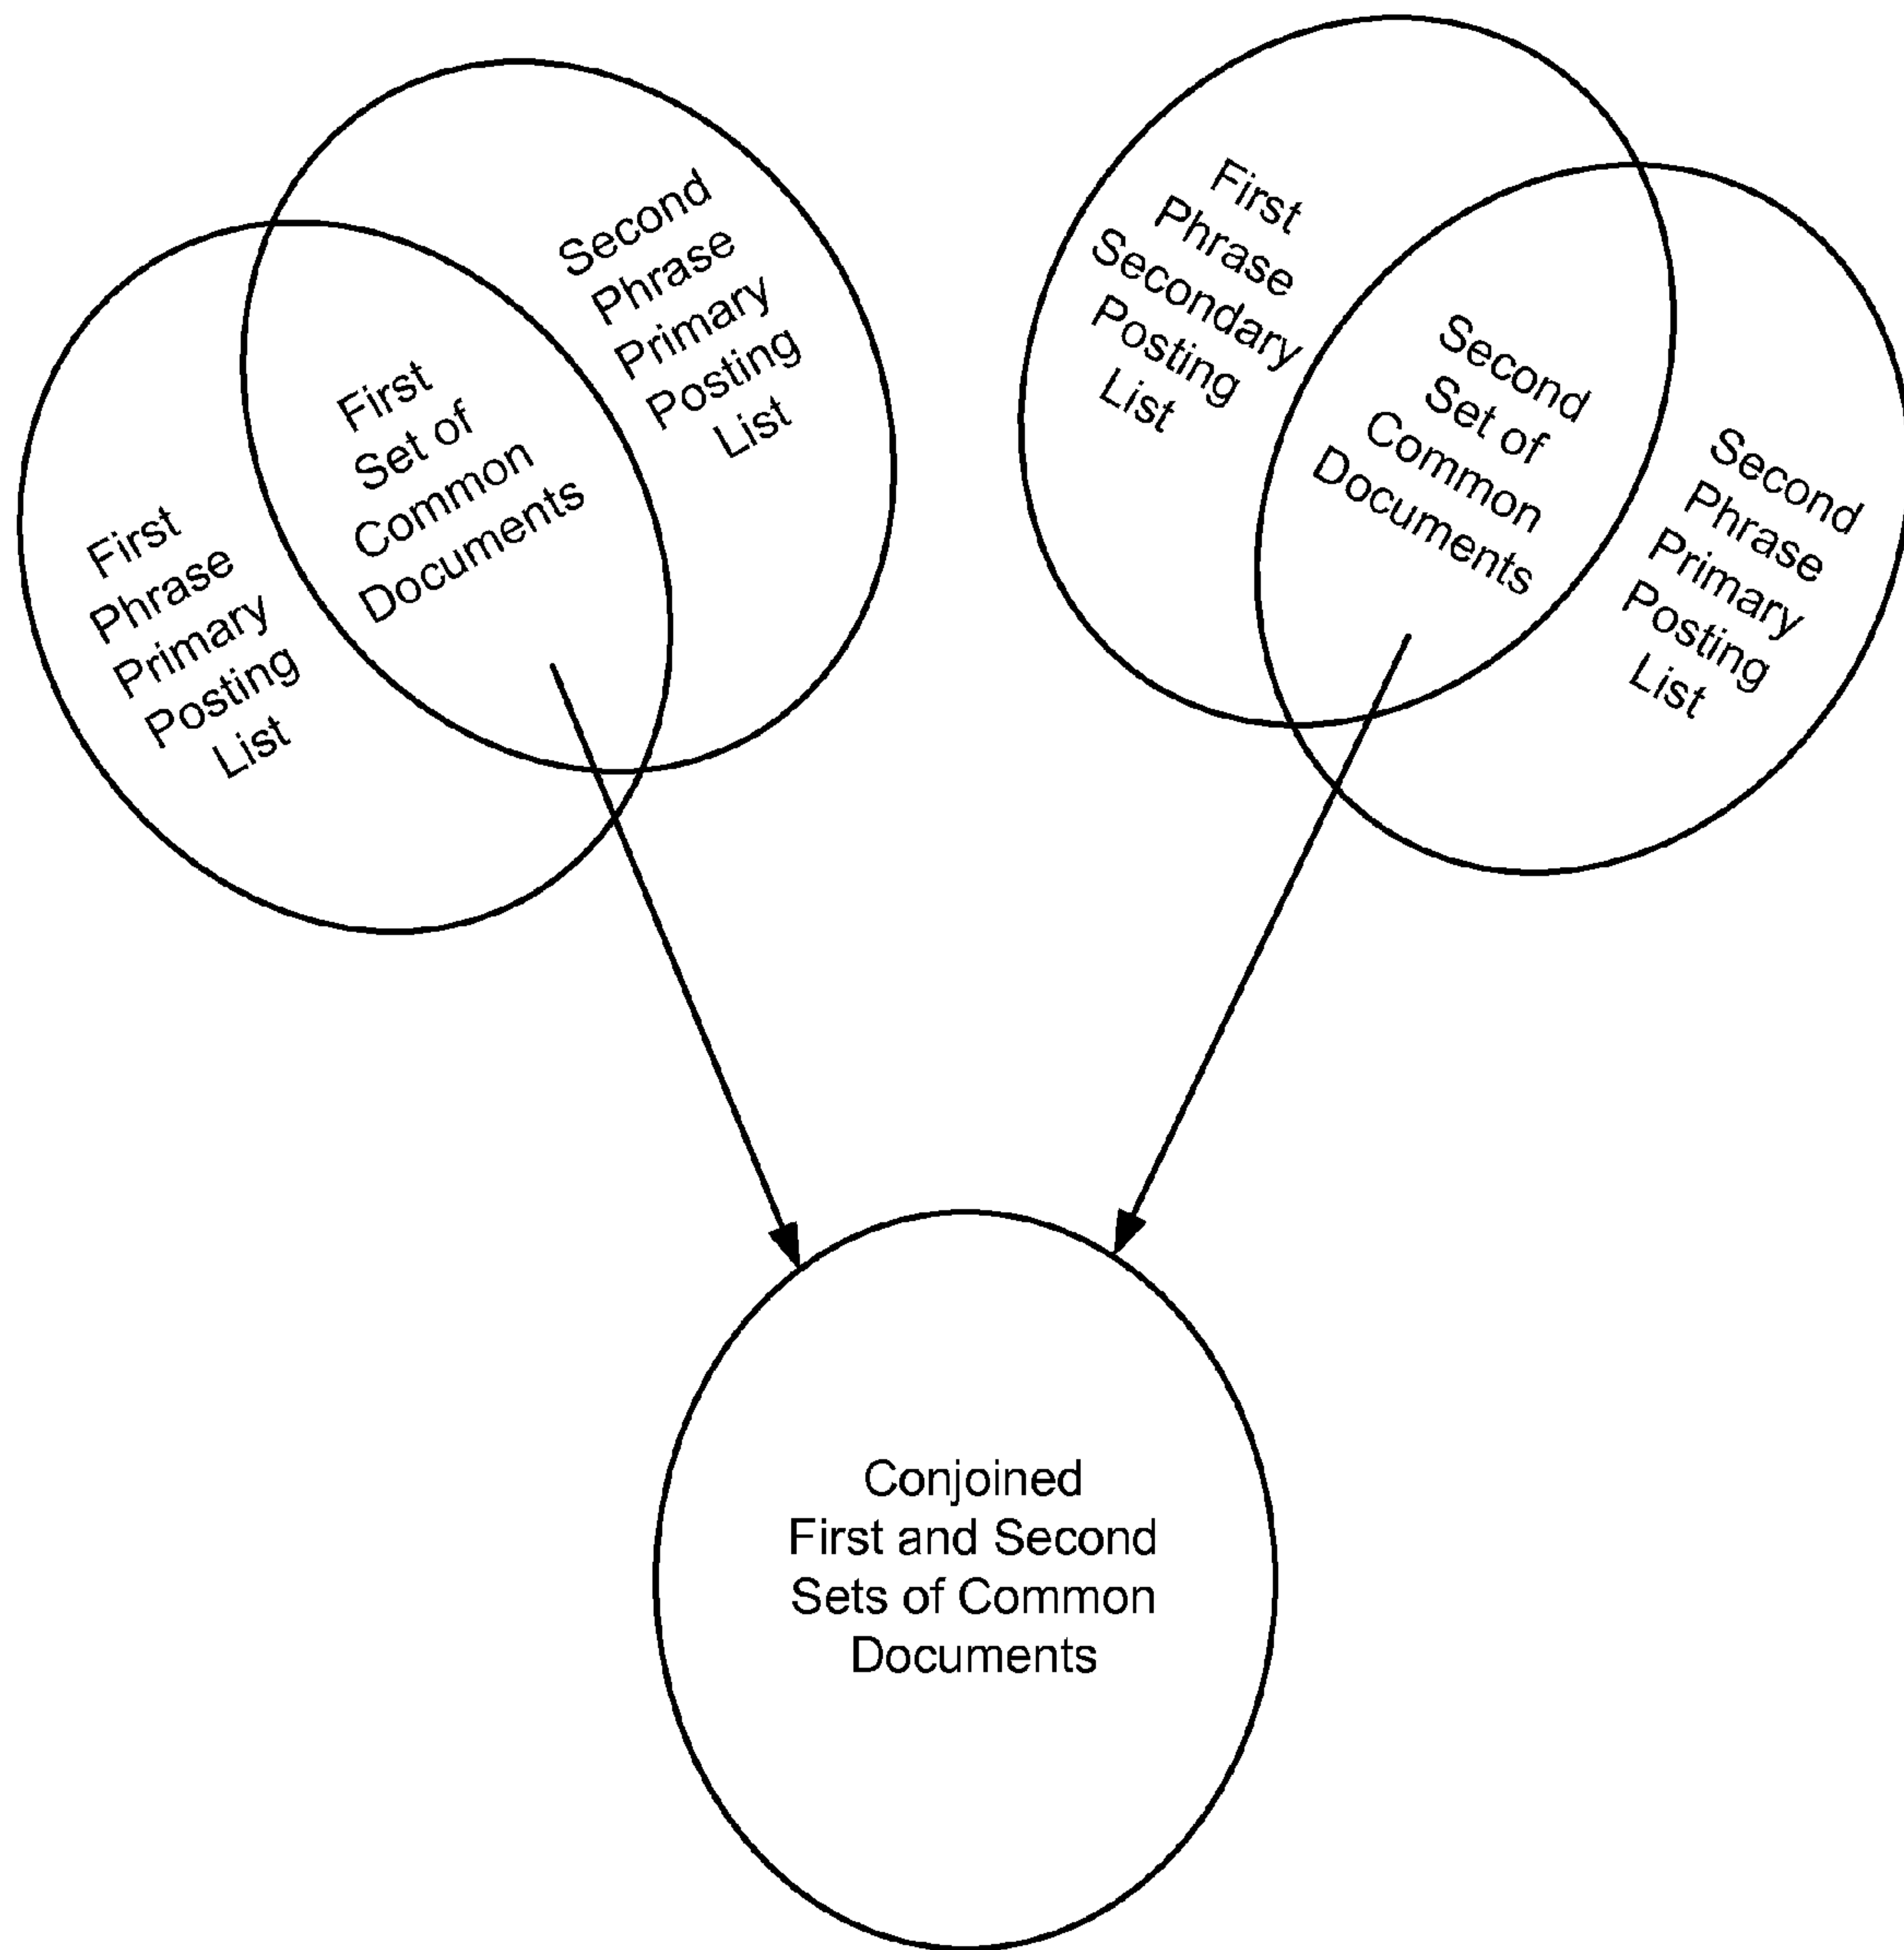 First
Phrase
Primary
Posting
List
First
Set of
Common
Documents
Second
Phrase
Primary
Posting
List
First
Phrase
Secondary
Posting
List
Second
Set of
Common
Documents
Second
Phrase
Primary
Posting
List
Conjoined
First and Second
Sets of Common
Documents